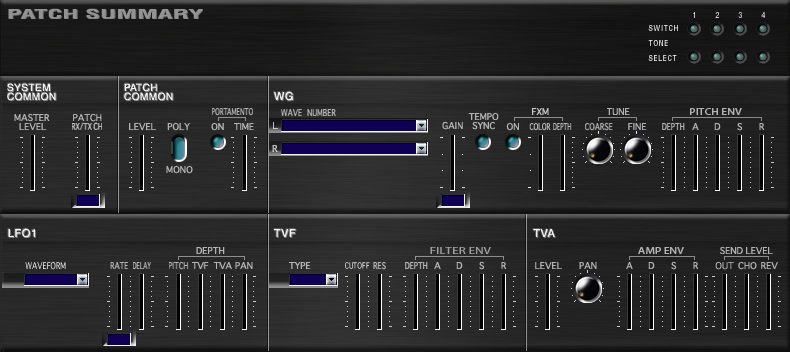 PATCH SUMMARY
1 2 3 4
SWITCH
TONE
SELECT
SYSTEM
COMMON
MASTER
LEVEL
PATCH
RX/TX CH
PATCH
COMMON
LEVEL
POLY
MONO
PORTAMENTO
ON TIME
WG
WAVE NUMBER
L
R
GAIN
TEMPO
SYNC
FXM
ON COLOR DEPTH
TUNE
COARSE FINE
PITCH ENV
DEPTH A D S R
LFO1
WAVEFORM
RATE DELAY
DEPTH
PITCH TVF TVA PAN
TVF
TYPE
CUTOFF RES
FILTER ENV
DEPTH A D S R
TVA
LEVEL PAN
AMP ENV
A D S R
SEND LEVEL
OUT CHO REV